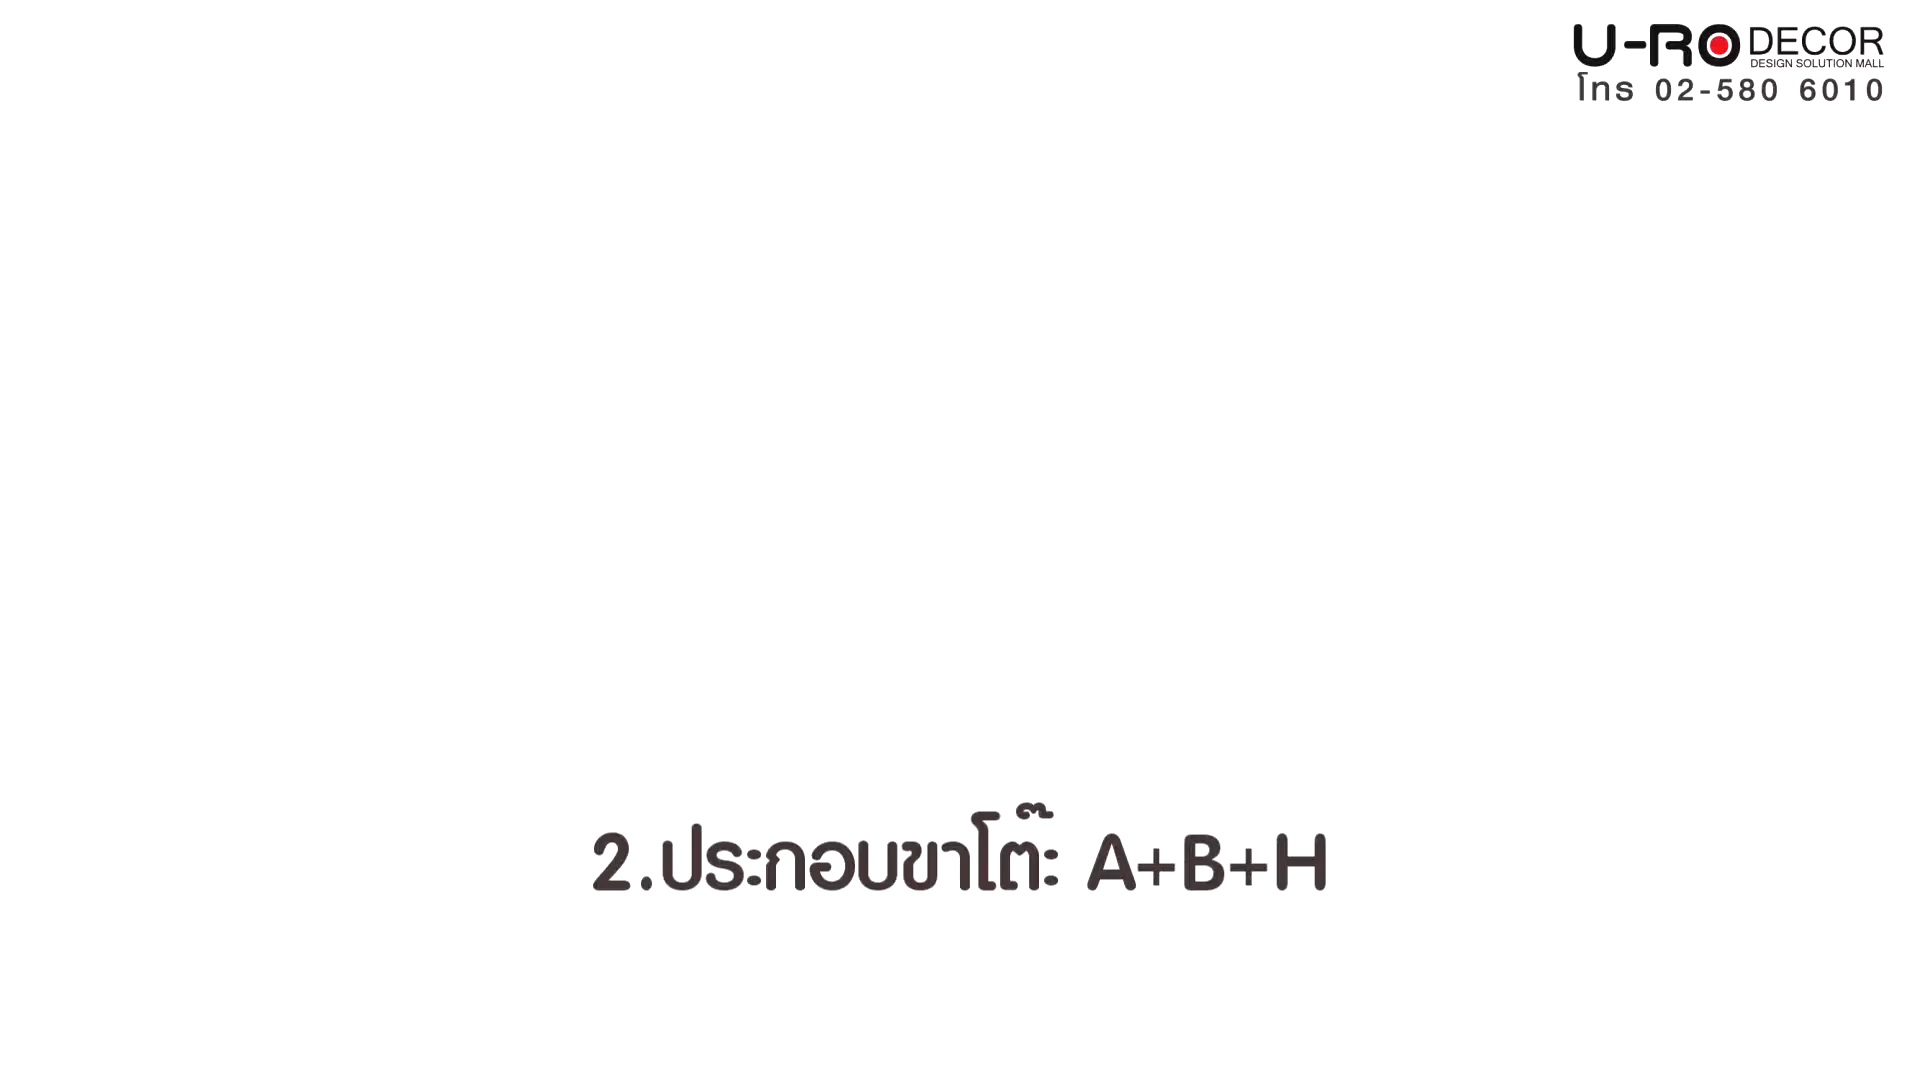 U-RO DECOR
DESIGN SOLUTION MALL
โทร 02-580 6010
2.ประกอบขาโต๊ะ A+B+H